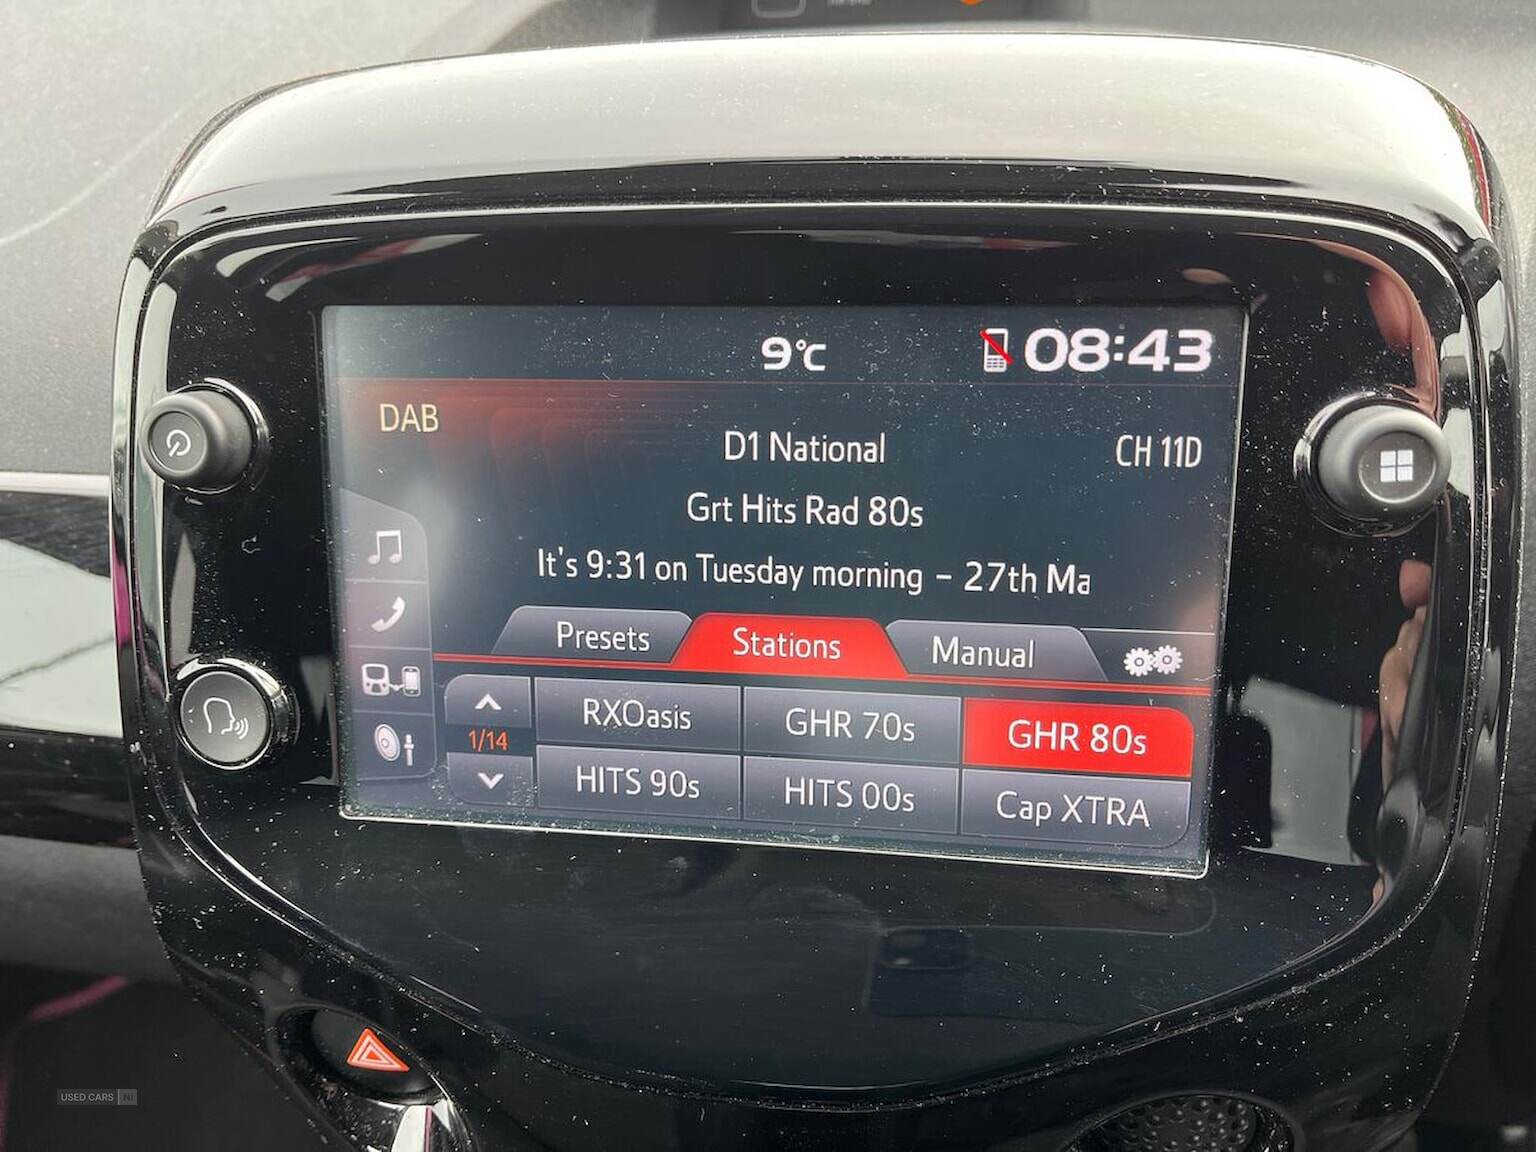 9°C
08:43
DAB
D1 National
CH 11D
Grt Hits Rad 80s
It's 9:31 on Tuesday morning - 27th Ma
Presets
Stations
Manual
RXOasis
GHR 70s
GHR 80s
1/14
HITS 90s
HITS 00s
Cap XTRA
USED CARS NI